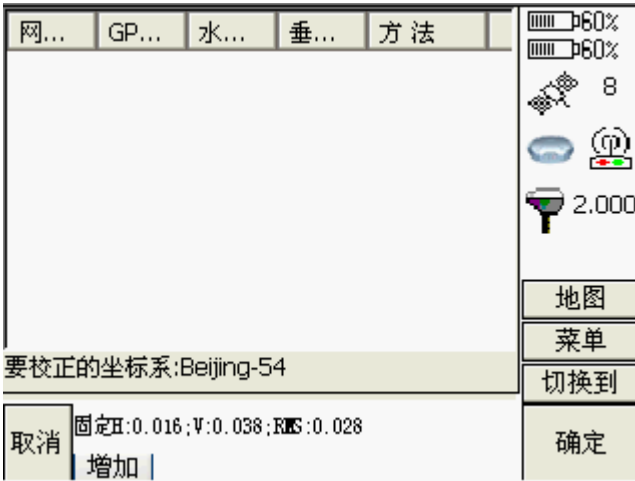 网... GP... 水... 垂... 方法
60%
60%
8
2.000
地图
菜单
要校正的坐标系:Beijing-54
切换到
取消
固定H:0.016;V:0.038;RMS:0.028
增加
确定